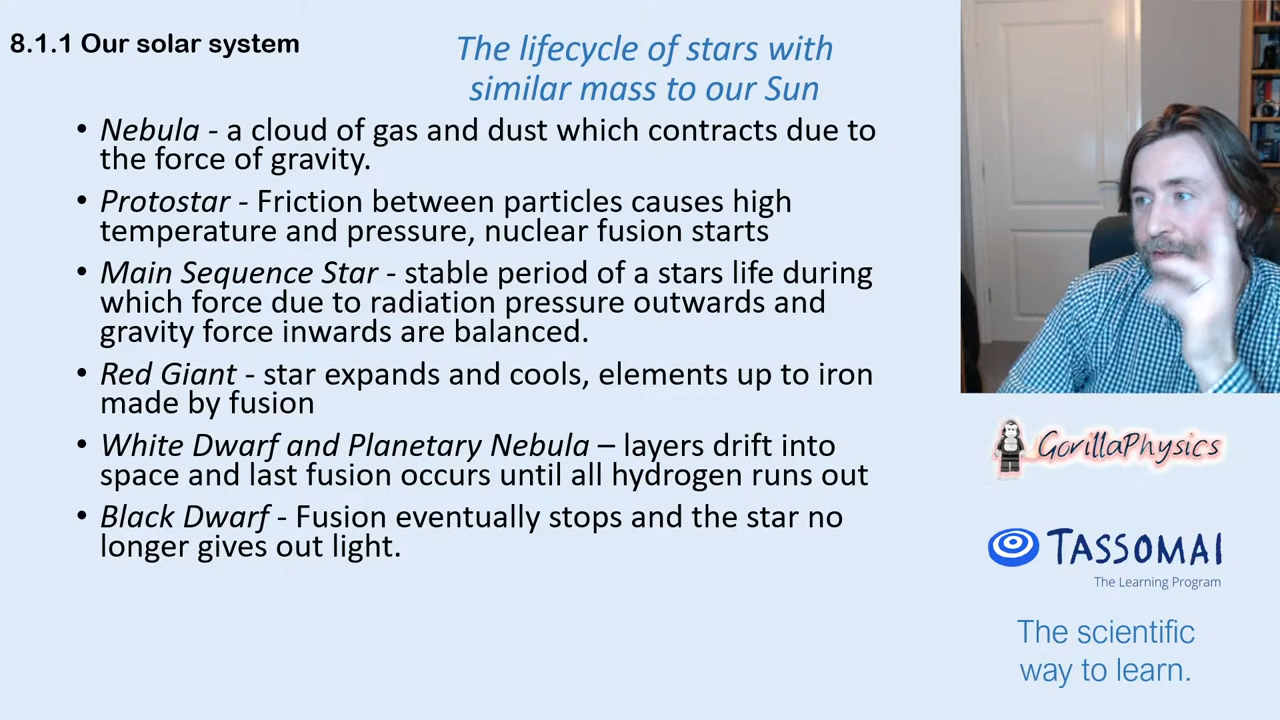 8.1.1 Our solar system
The lifecycle of stars with
similar mass to our Sun
• Nebula - a cloud of gas and dust which contracts due to
the force of gravity.
• Protostar - Friction between particles causes high
temperature and pressure, nuclear fusion starts
• Main Sequence Star - stable period of a stars life during
which force due to radiation pressure outwards and
gravity force inwards are balanced.
• Red Giant - star expands and cools, elements up to iron
made by fusion
• White Dwarf and Planetary Nebula – layers drift into
space and last fusion occurs until all hydrogen runs out
• Black Dwarf - Fusion eventually stops and the star no
longer gives out light.
GorillaPhysics
TASSOMAI
The Learning Program
The scientific
way to learn.